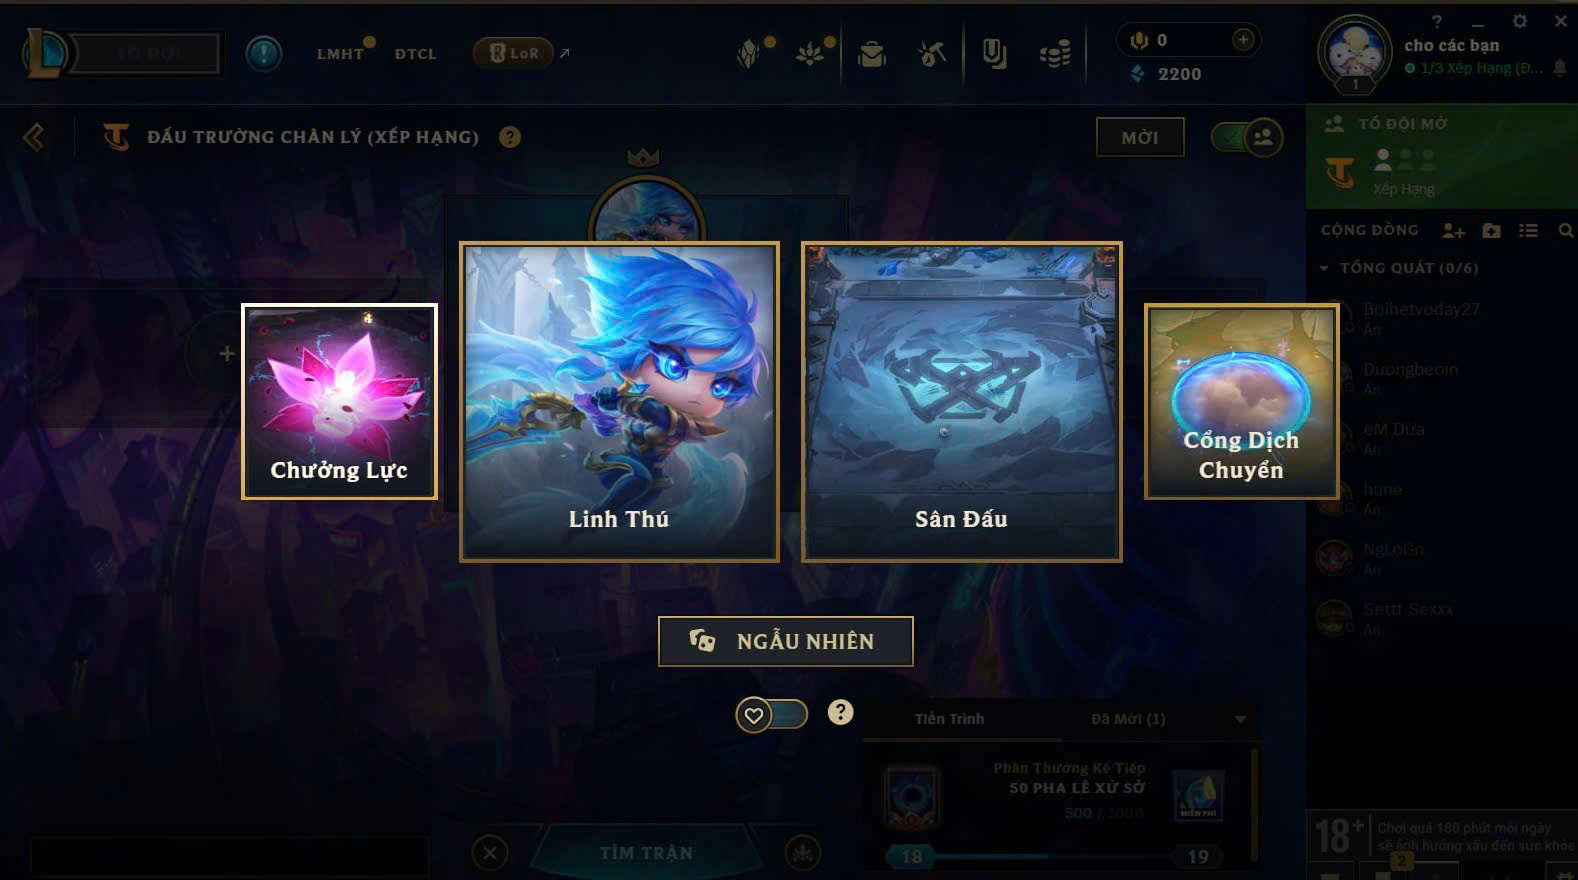 TỔ ĐỘI
LMHT
ĐTCL
LoR
0
2200
?
cho các bạn
1/3 Xếp Hạng (Đ...
1
ĐẤU TRƯỜNG CHÂN LÝ (XẾP HẠNG)
?
MỜI
TỔ ĐỘI MỞ
Xếp Hạng
CỘNG ĐỒNG
TỔNG QUÁT (0/6)
Boihetvoday27
Ẩn
Duongbeoin
Ẩn
eM Dừa
Ẩn
hune
Ẩn
NgLoGn
Ẩn
Settt Sexxx
Ẩn
Chưởng Lực
Linh Thú
Sân Đấu
Cổng Dịch
Chuyển
NGẪU NHIÊN
?
Tiến Trình
Đã Mời (1)
Phần Thưởng Kế Tiếp
50 PHA LÊ XỨ SỞ
500 / 1000
MIỄN PHÍ
18
19
TÌM TRẬN
18+
Chơi quá 180 phút mỗi ngày
sẽ ảnh hưởng xấu đến sức khỏe
2